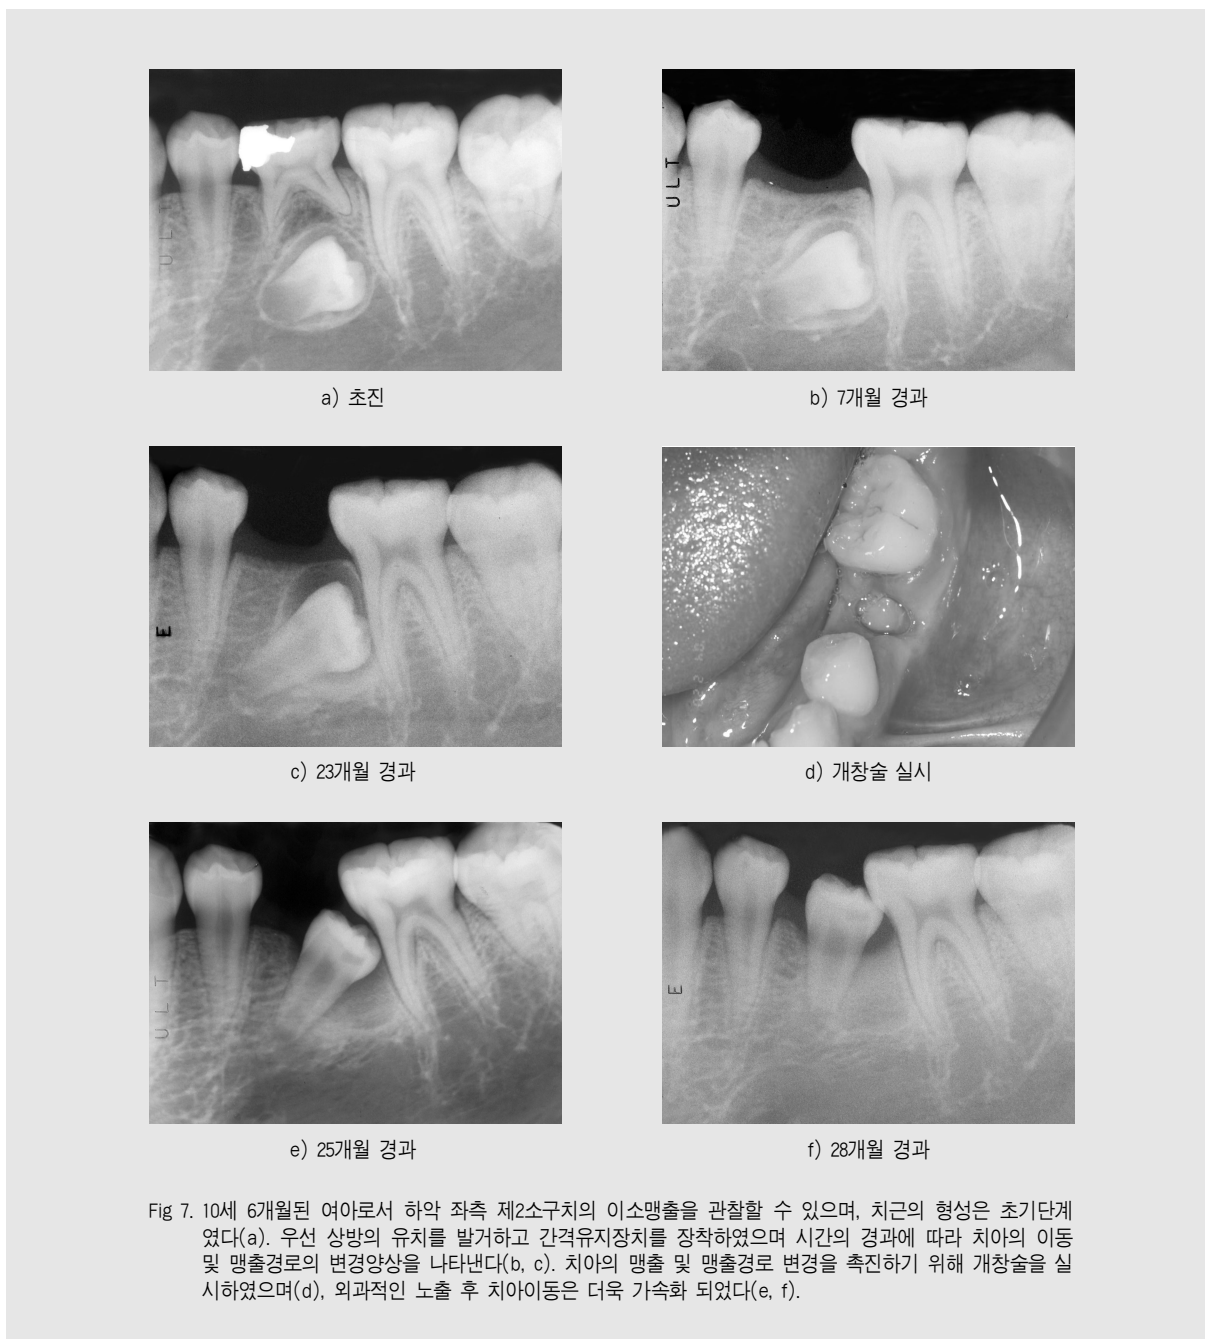 ULT
ULT
a) 초진
b) 7개월 경과
E
c) 23개월 경과
d) 개창술 실시
ULT
E
e) 25개월 경과
f) 28개월 경과
Fig 7. 10세 6개월된 여아로서 하악 좌측 제2소구치의 이소맹출을 관찰할 수 있으며, 치근의 형성은 초기단계
였다(a). 우선 상방의 유치를 발거하고 간격유지장치를 장착하였으며 시간의 경과에 따라 치아의 이동
및 맹출경로의 변경양상을 나타낸다(b, c). 치아의 맹출 및 맹출경로 변경을 촉진하기 위해 개창술을 실
시하였으며(d), 외과적인 노출 후 치아이동은 더욱 가속화 되었다(e, f).